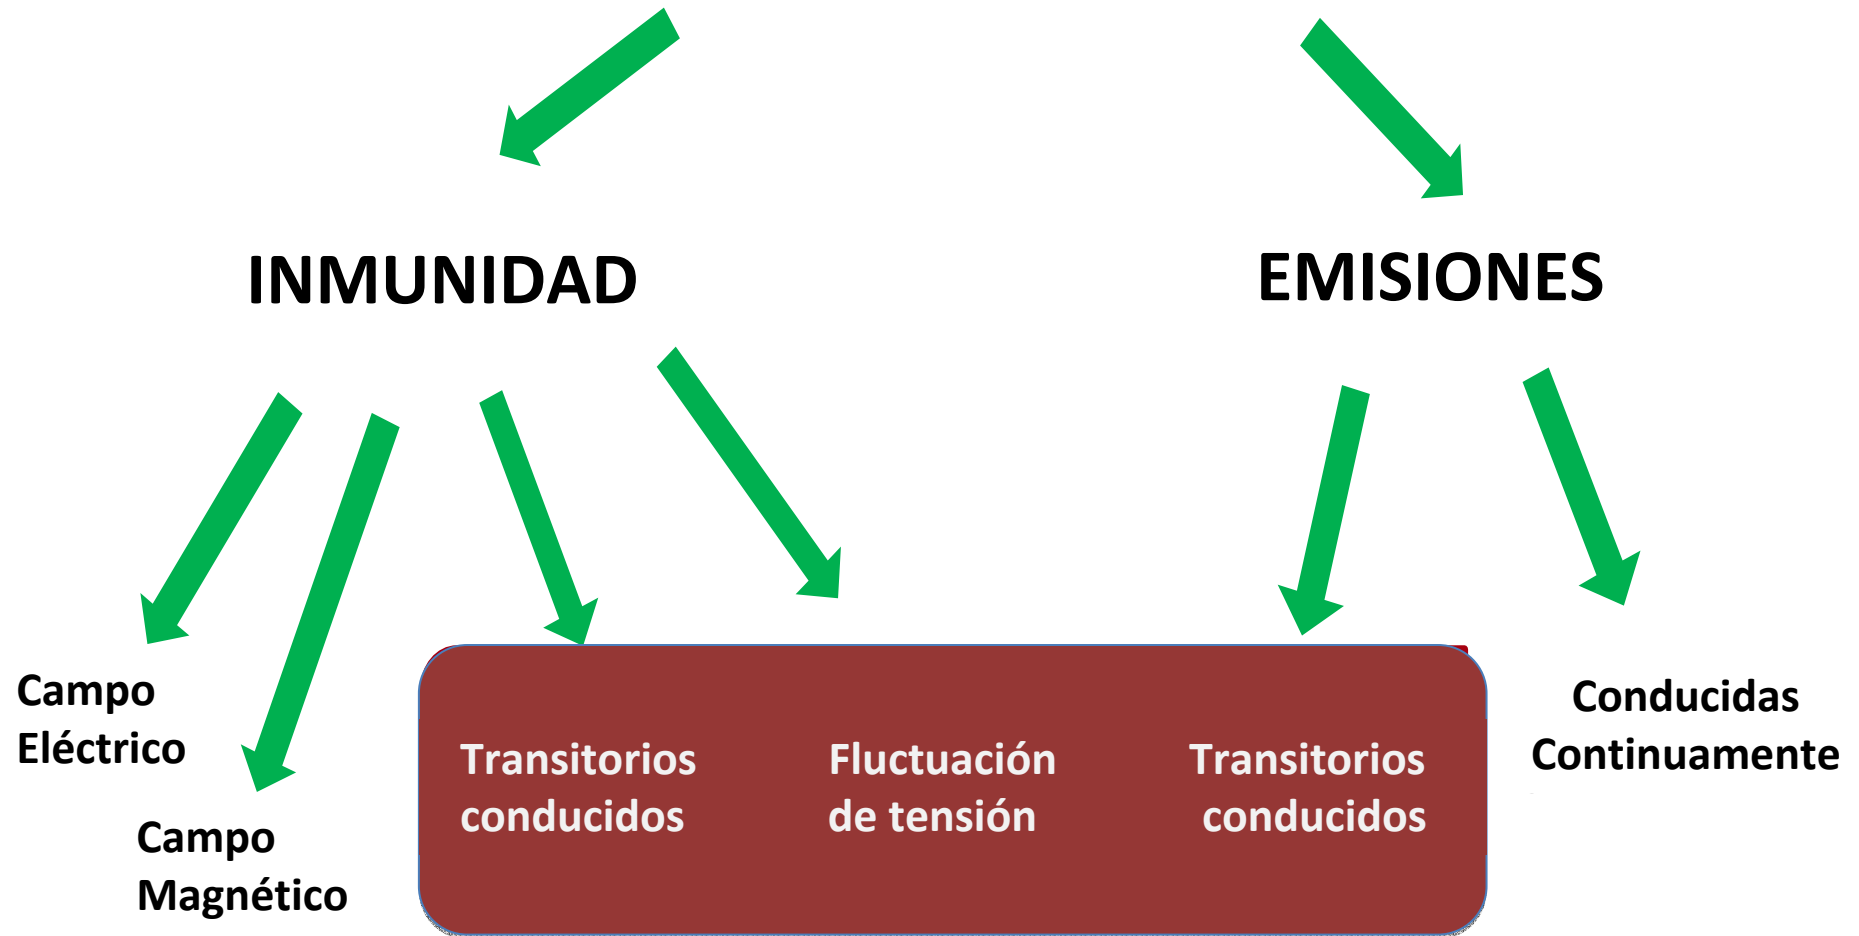 INMUNIDAD
EMISIONES
Campo
Eléctrico
Campo
Magnético
Transitorios
conducidos
Fluctuación
de tensión
Transitorios
conducidos
Conducidas
Continuamente